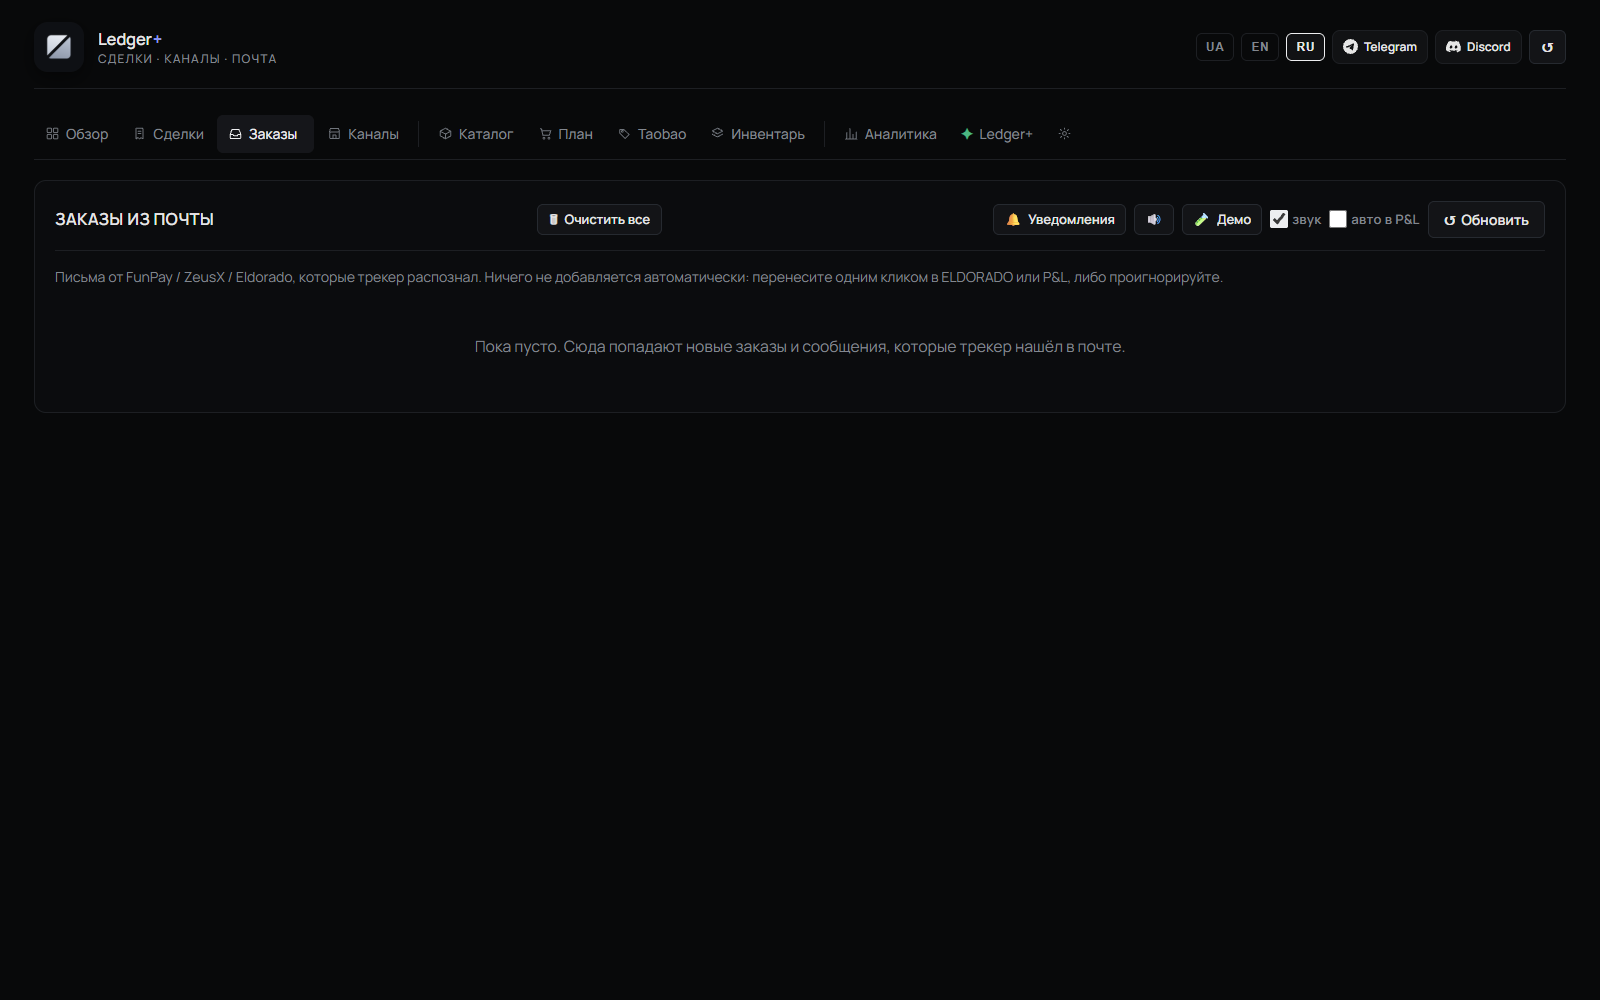 Ledger+
СДЕЛКИ · КАНАЛЫ · ПОЧТА
UA EN RU Telegram Discord
Обзор Сделки Заказы Каналы Каталог План Taobao Инвентарь Аналитика Ledger+
ЗАКАЗЫ ИЗ ПОЧТЫ Очистить все Уведомления Демо звук авто в P&L Обновить
Письма от FunPay / ZeusX / Eldorado, которые трекер распознал. Ничего не добавляется автоматически: перенесите одним кликом в ELDORADO или P&L, либо проигнорируйте.
Пока пусто. Сюда попадают новые заказы и сообщения, которые трекер нашёл в почте.